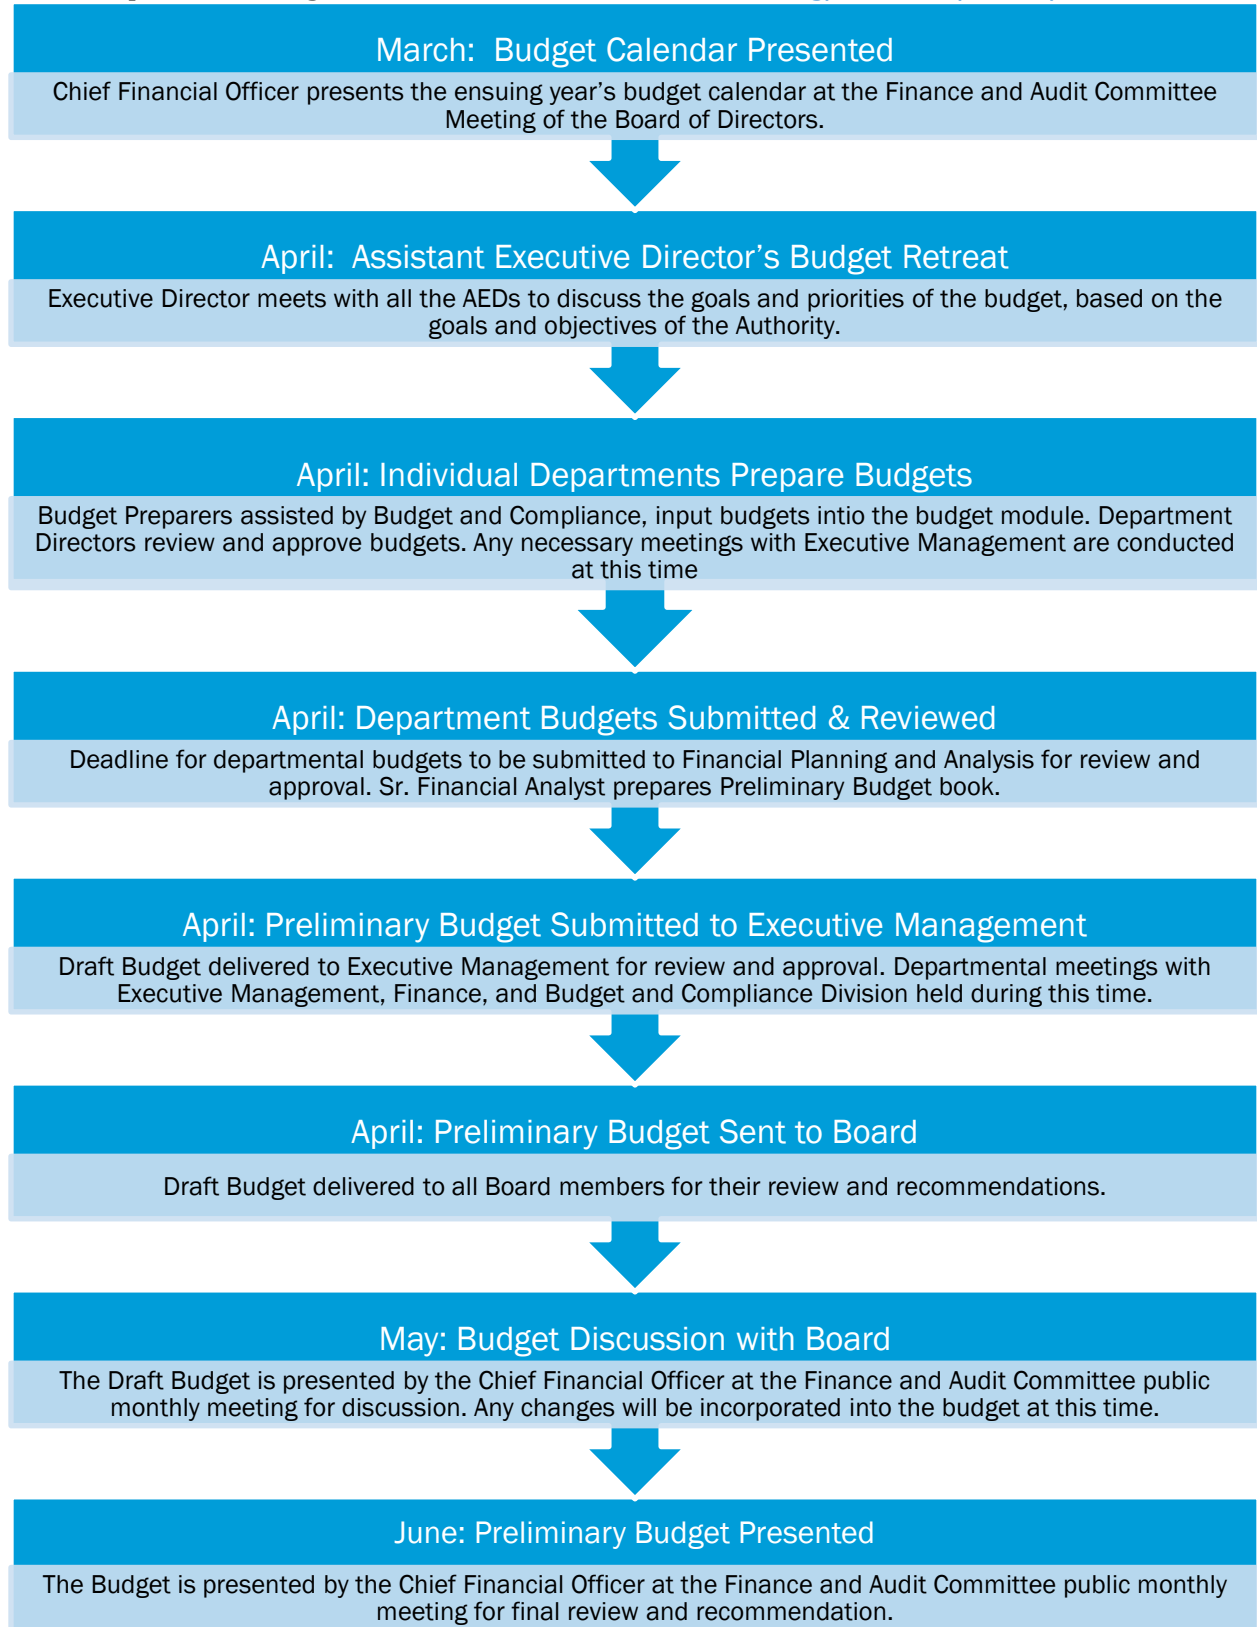 March:  Budget Calendar Presented
Chief Financial Officer presents the ensuing year’s budget calendar at the Finance and Audit Committee
Meeting of the Board of Directors.
April:  Assistant Executive Director’s Budget Retreat
Executive Director meets with all the AEDs to discuss the goals and priorities of the budget, based on the
goals and objectives of the Authority.
April: Individual Departments Prepare Budgets
Budget Preparers assisted by Budget and Compliance, input budgets intio the budget module. Department
Directors review and approve budgets. Any necessary meetings with Executive Management are conducted
at this time
April: Department Budgets Submitted & Reviewed
Deadline for departmental budgets to be submitted to Financial Planning and Analysis for review and
approval. Sr. Financial Analyst prepares Preliminary Budget book.
April: Preliminary Budget Submitted to Executive Management
Draft Budget delivered to Executive Management for review and approval. Departmental meetings with
Executive Management, Finance, and Budget and Compliance Division held during this time.
April: Preliminary Budget Sent to Board
Draft Budget delivered to all Board members for their review and recommendations.
May: Budget Discussion with Board
The Draft Budget is presented by the Chief Financial Officer at the Finance and Audit Committee public
monthly meeting for discussion. Any changes will be incorporated into the budget at this time.
June: Preliminary Budget Presented
The Budget is presented by the Chief Financial Officer at the Finance and Audit Committee public monthly
meeting for final review and recommendation.